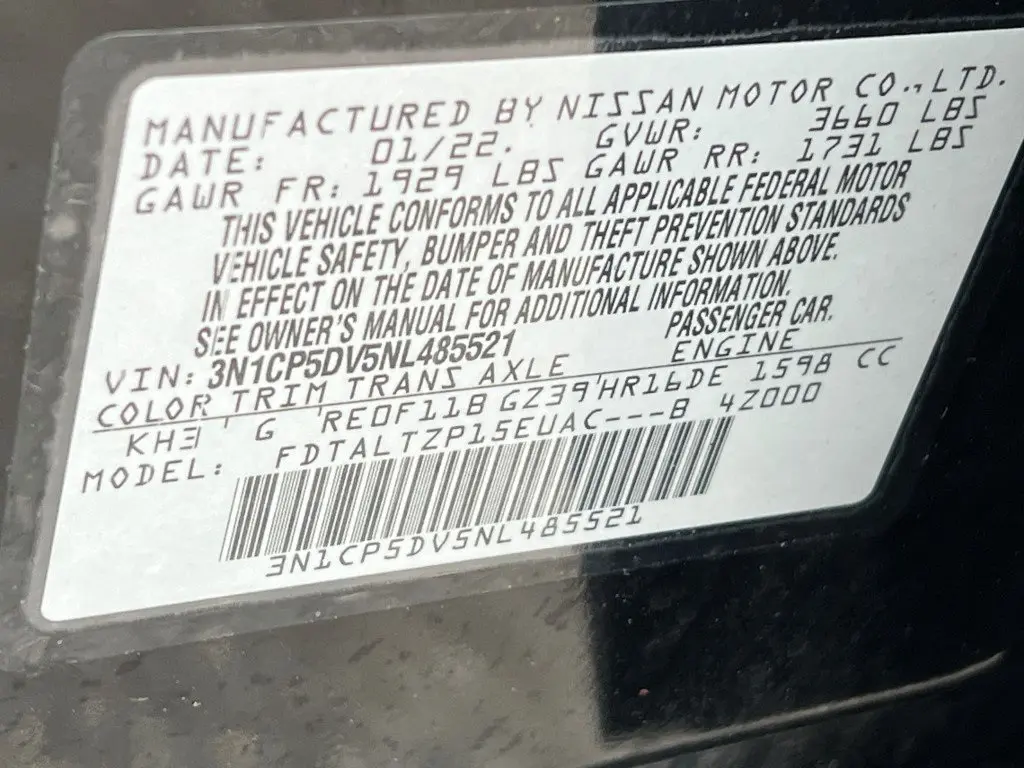 MANUFACTURED BY NISSAN MOTOR CO., LTD.
DATE: 01/22. GVWR: 3660 LBS
GAWR FR: 1929 LBS GAWR RR: 1731 LBS
THIS VEHICLE CONFORMS TO ALL APPLICABLE FEDERAL MOTOR
VEHICLE SAFETY, BUMPER AND THEFT PREVENTION STANDARDS
IN EFFECT ON THE DATE OF MANUFACTURE SHOWN ABOVE.
SEE OWNER'S MANUAL FOR ADDITIONAL INFORMATION.
VIN: 3N1CP5DV5NL485521 PASSENGER CAR.
COLOR TRIM TRANS AXLE ENGINE
KH3 ' G 'RE0F11B GZ39'HR16DE 1598 CC
MODEL: FDTALTZP15EUAC---B 4Z000
3N1CP5DV5NL485521